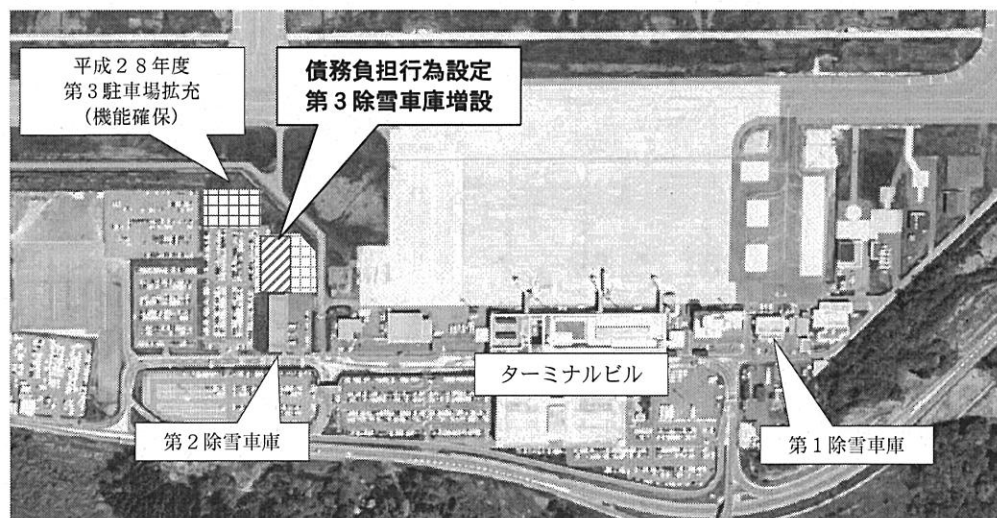 平成２８年度
第３駐車場拡充
（機能確保）
債務負担行為設定
第３除雪車庫増設
ターミナルビル
第２除雪車庫
第１除雪車庫